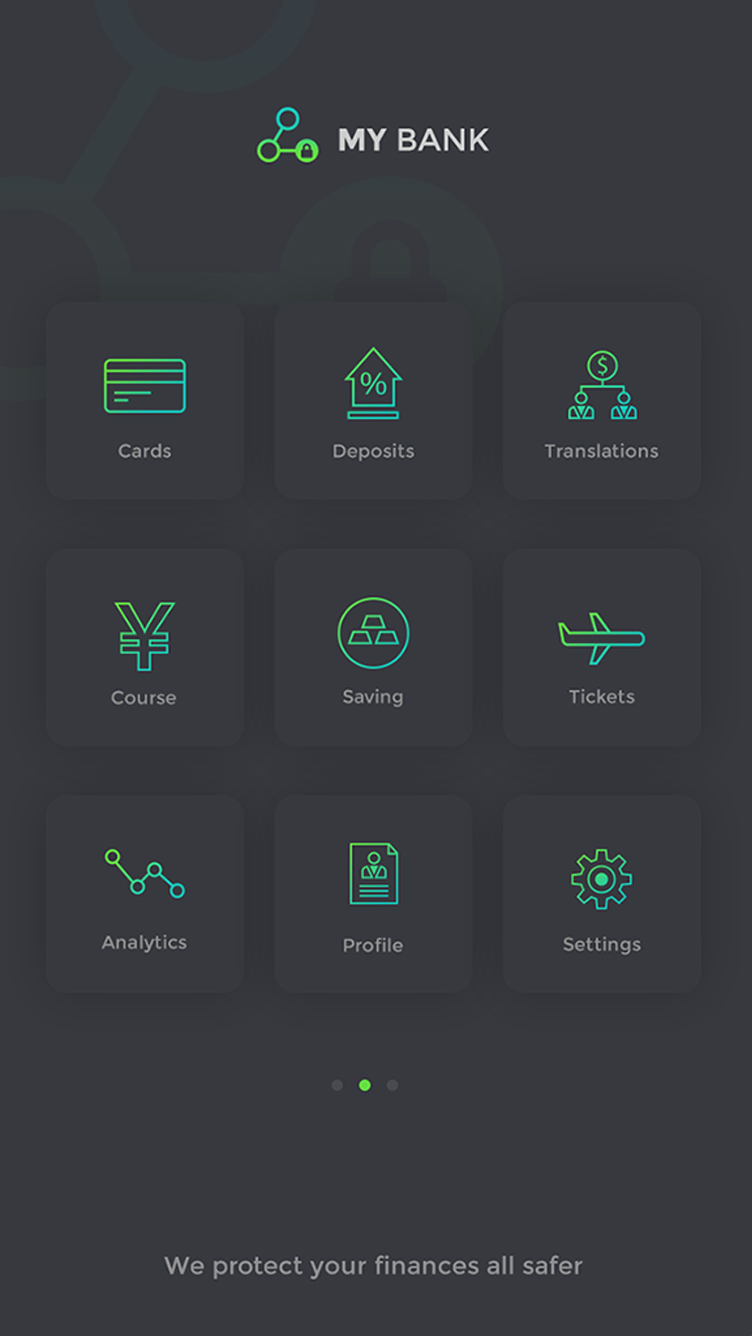 MY BANK
%
$
Cards
Deposits
Translations
¥
Course
Saving
Tickets
Analytics
Profile
Settings
We protect your finances all safer